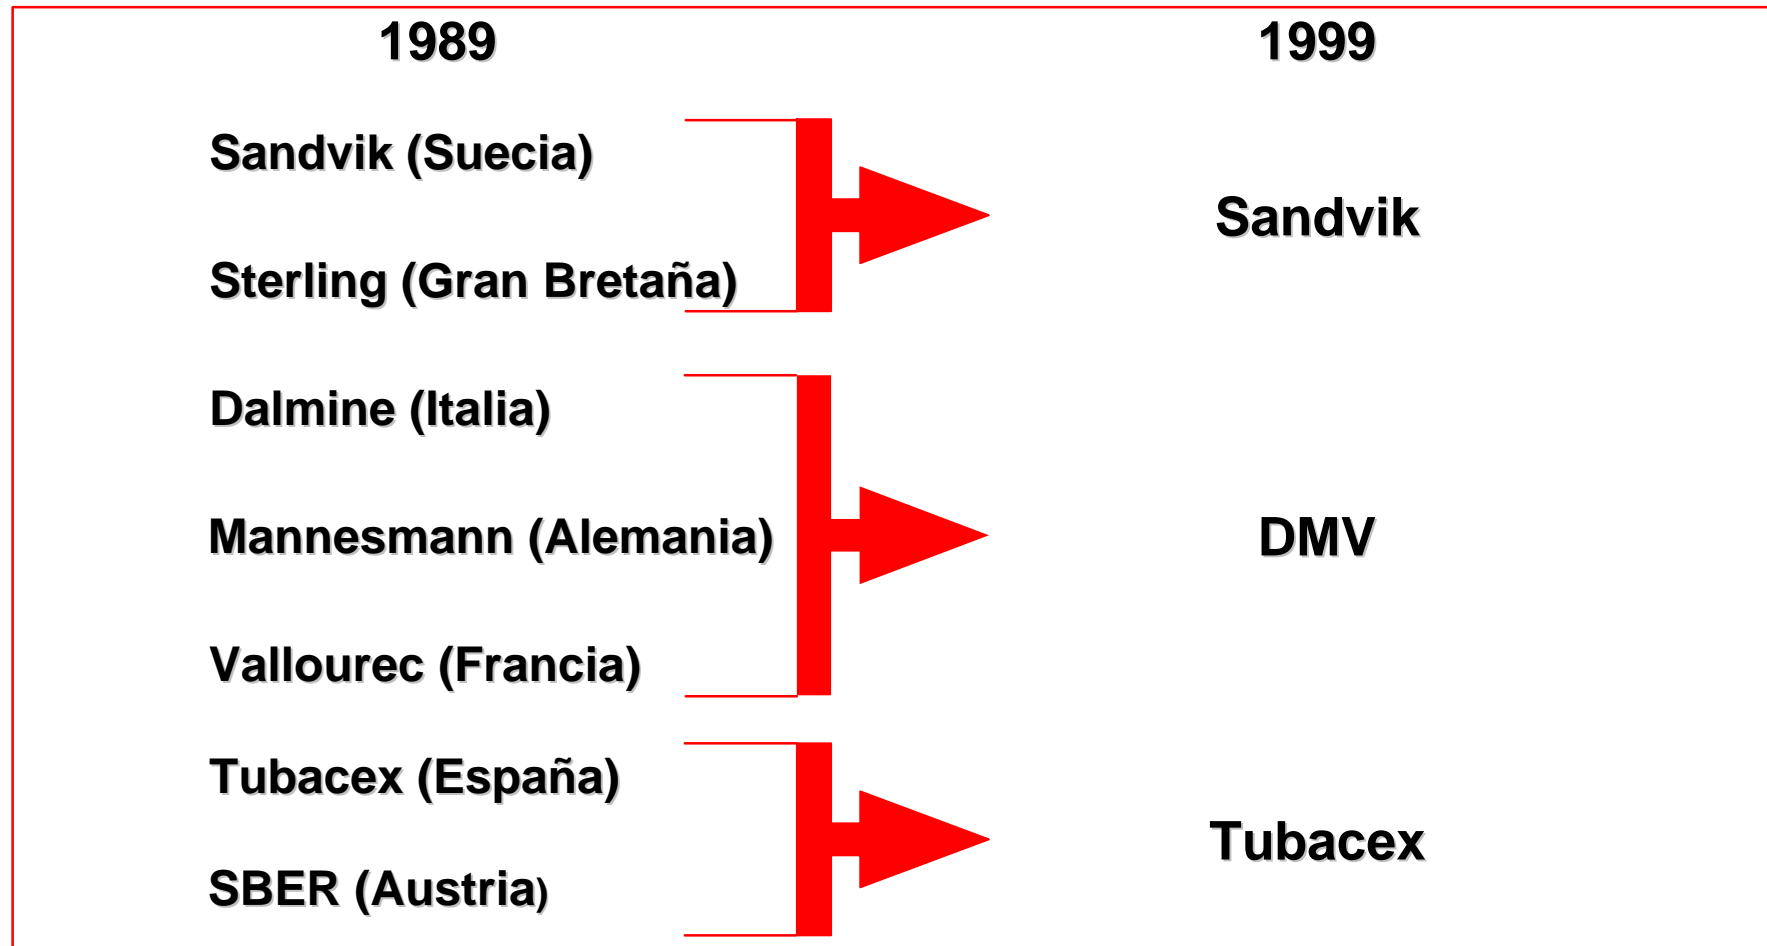 1989
1999
Sandvik (Suecia)
Sterling (Gran Bretaña)
Sandvik
Dalmine (Italia)
Mannesmann (Alemania)
Vallourec (Francia)
DMV
Tubacex (España)
SBER (Austria)
Tubacex